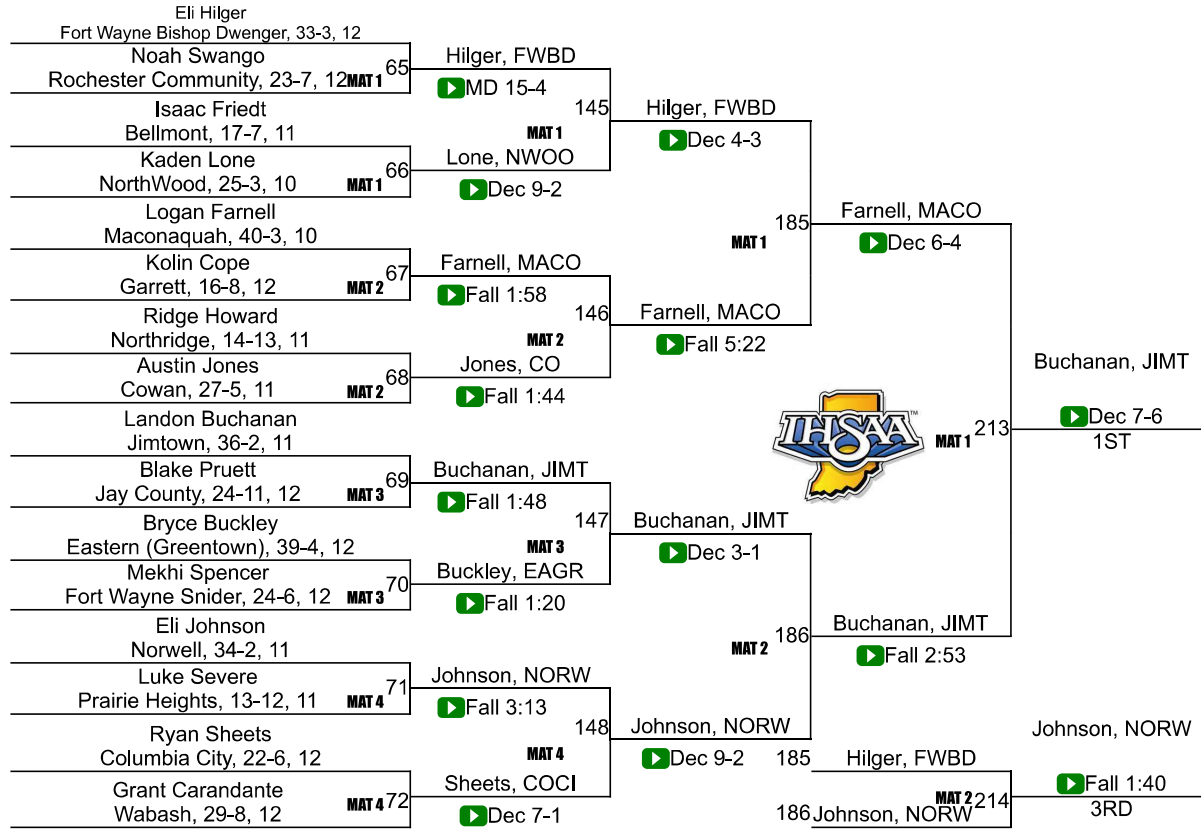 Eli Hilger
Fort Wayne Bishop Dwenger, 33-3, 12
Noah Swango
Rochester Community, 23-7, 12
MAT 1
65
Hilger, FWBD
MD 15-4
Isaac Friedt
Bellmont, 17-7, 11
Kaden Lone
NorthWood, 25-3, 10
MAT 1
66
Lone, NWOO
Dec 9-2
145
MAT 1
Hilger, FWBD
Dec 4-3
Logan Farnell
Maconaquah, 40-3, 10
Kolin Cope
Garrett, 16-8, 12
MAT 2
67
Farnell, MACO
Fall 1:58
Ridge Howard
Northridge, 14-13, 11
Austin Jones
Cowan, 27-5, 11
MAT 2
68
Jones, CO
Fall 1:44
146
MAT 2
Farnell, MACO
Fall 5:22
185
MAT 1
Farnell, MACO
Dec 6-4
Landon Buchanan
Jimtown, 36-2, 11
Blake Pruett
Jay County, 24-11, 12
MAT 3
69
Buchanan, JIMT
Fall 1:48
Bryce Buckley
Eastern (Greentown), 39-4, 12
Mekhi Spencer
Fort Wayne Snider, 24-6, 12
MAT 3
70
Buckley, EAGR
Fall 1:20
147
MAT 3
Buchanan, JIMT
Dec 3-1
Eli Johnson
Norwell, 34-2, 11
Luke Severe
Prairie Heights, 13-12, 11
MAT 4
71
Johnson, NORW
Fall 3:13
Ryan Sheets
Columbia City, 22-6, 12
Grant Carandante
Wabash, 29-8, 12
MAT 4
72
Sheets, COCI
Dec 7-1
148
MAT 4
Johnson, NORW
Dec 9-2
186
MAT 2
Buchanan, JIMT
Fall 2:53
IHSAA™
MAT 1
213
Buchanan, JIMT
Dec 7-6
1ST
185
Hilger, FWBD
186
Johnson, NORW
MAT 2
214
Johnson, NORW
Fall 1:40
3RD